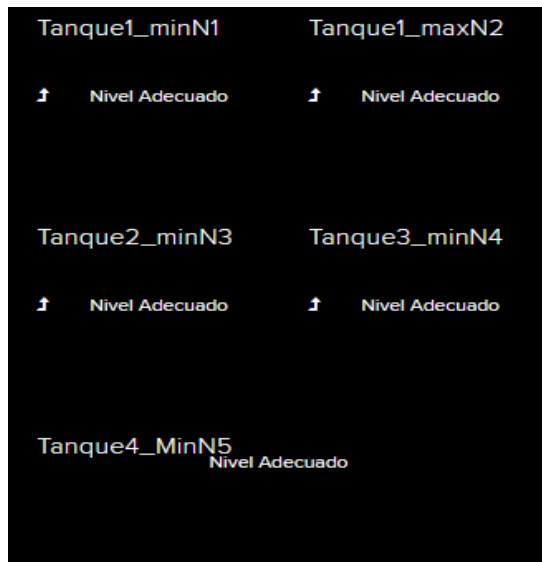 Tanque1_minN1
Tanque1_maxN2
Nivel Adecuado
Nivel Adecuado
Tanque2_minN3
Tanque3_minN4
Nivel Adecuado
Nivel Adecuado
Tanque4_MinN5
Nivel Adecuado